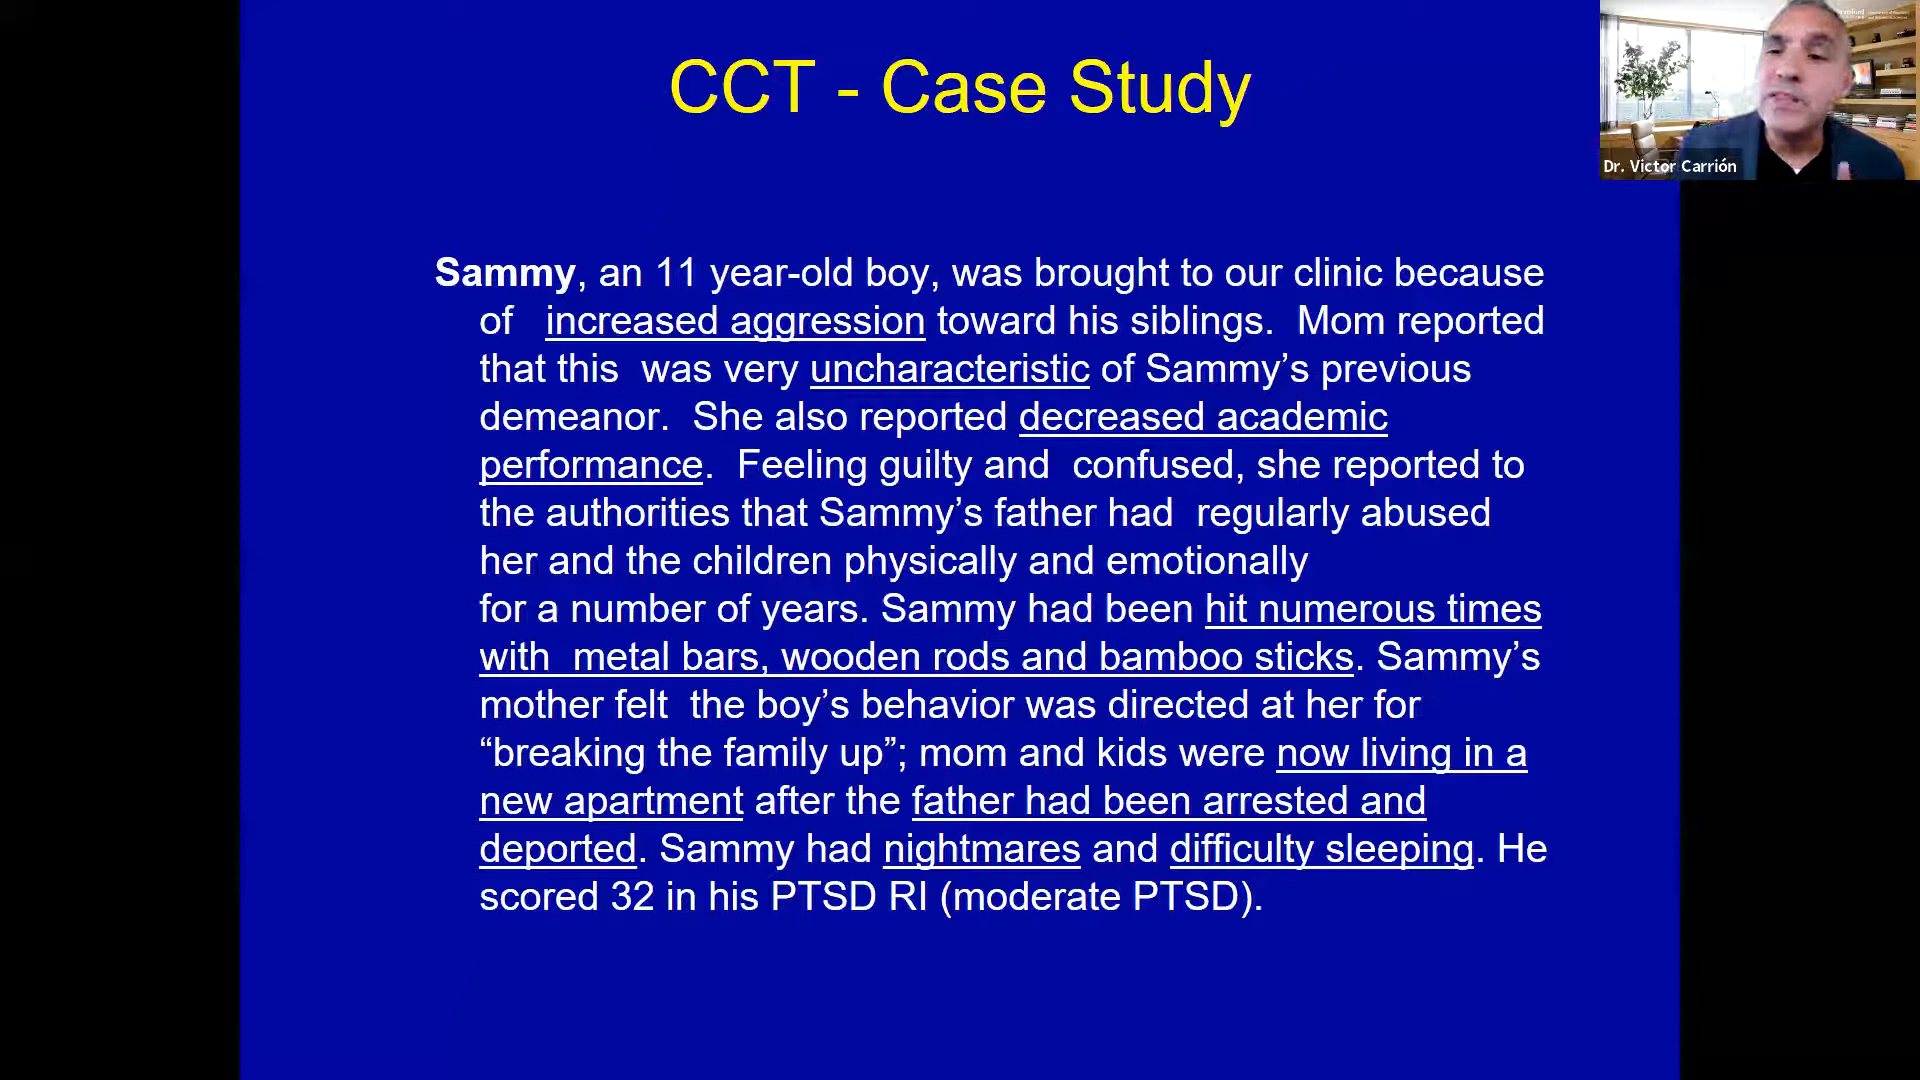 CCT - Case Study
Dr. Victor Carrión
Sammy, an 11 year-old boy, was brought to our clinic because
of increased aggression toward his siblings. Mom reported
that this was very uncharacteristic of Sammy’s previous
demeanor. She also reported decreased academic
performance. Feeling guilty and confused, she reported to
the authorities that Sammy’s father had regularly abused
her and the children physically and emotionally
for a number of years. Sammy had been hit numerous times
with metal bars, wooden rods and bamboo sticks. Sammy’s
mother felt the boy’s behavior was directed at her for
“breaking the family up”; mom and kids were now living in a
new apartment after the father had been arrested and
deported. Sammy had nightmares and difficulty sleeping. He
scored 32 in his PTSD RI (moderate PTSD).